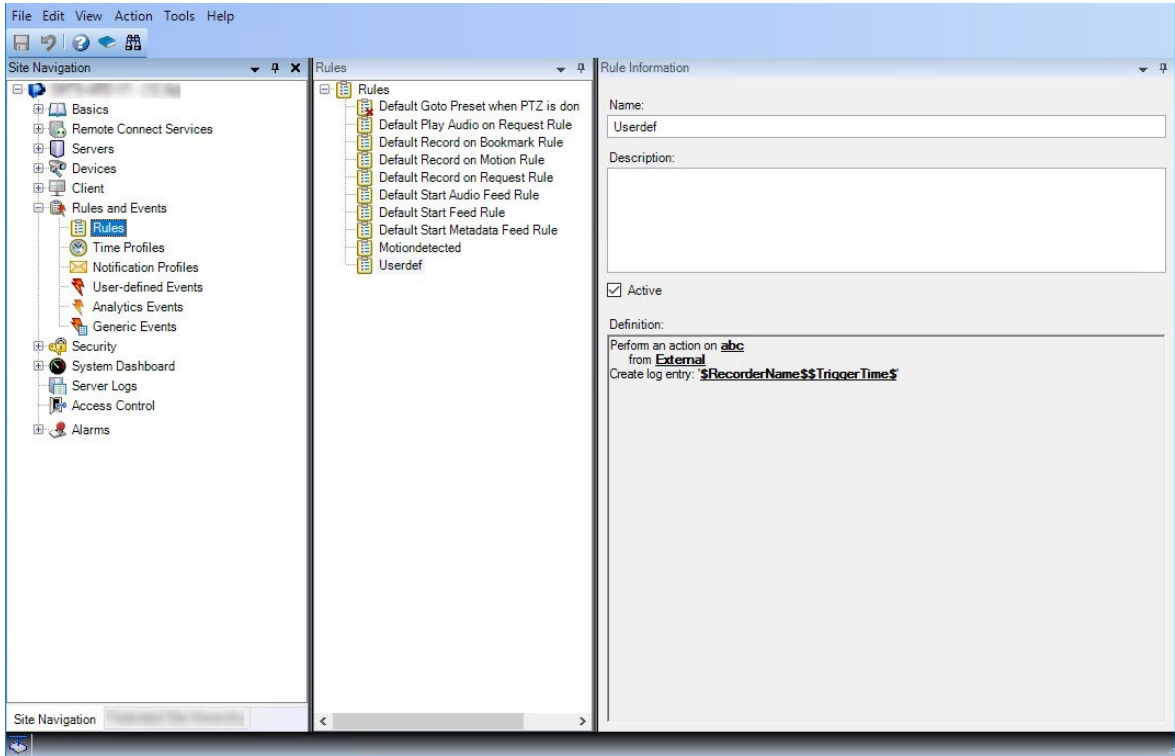 File Edit View Action Tools Help
Site Navigation
Basics
Remote Connect Services
Servers
Devices
Client
Rules and Events
Rules
Time Profiles
Notification Profiles
User-defined Events
Analytics Events
Generic Events
Security
System Dashboard
Server Logs
Access Control
Alarms
Site Navigation
Rules
Rules
Default Goto Preset when PTZ is don
Default Play Audio on Request Rule
Default Record on Bookmark Rule
Default Record on Motion Rule
Default Record on Request Rule
Default Start Audio Feed Rule
Default Start Feed Rule
Default Start Metadata Feed Rule
Motiondetected
Userdef
Rule Information
Name:
Userdef
Description:
Active
Definition:
Perform an action on abc
from External
Create log entry: '$RecorderName$$TriggerTime$'